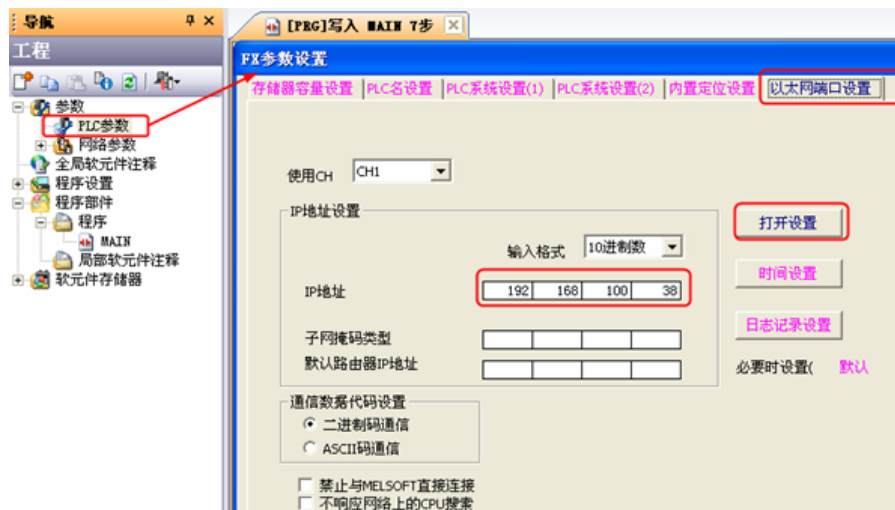 导航
[PRG]写入 MAIN 7步
工程
参数
PLC参数
网络参数
全局软元件注释
程序设置
程序部件
程序
MAIN
局部软元件注释
软元件存储器
FX参数设置
存储器容量设置 PLC名设置 PLC系统设置(1) PLC系统设置(2) 内置定位设置 以太网端口设置
使用CH CH1
IP地址设置
输入格式 10进制数
IP地址 192 168 100 38
子网掩码类型
默认路由器IP地址
打开设置
时间设置
日志记录设置
必要时设置( 默认
通信数据代码设置
二进制码通信
ASCII码通信
禁止与MELSOFT直接连接
不响应网络上的CPU搜索